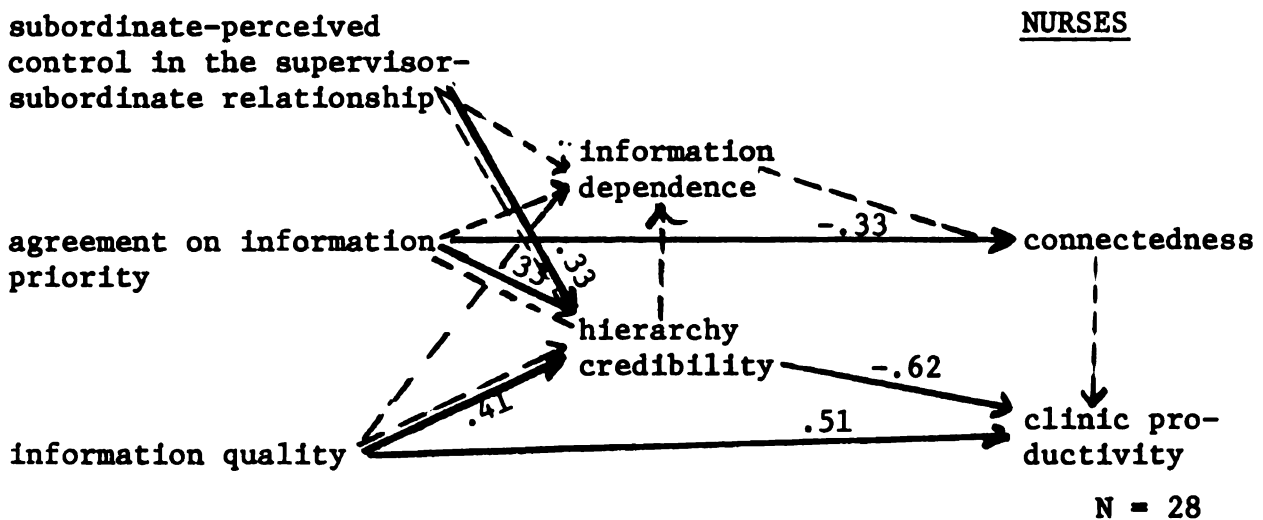 subordinate-perceived
control in the supervisor-
subordinate relationship
NURSES
information
dependence
-.33
agreement on information
priority
connectedness
.33
.33
hierarchy
credibility
-.62
.41
.51
clinic pro-
ductivity
information quality
N = 28